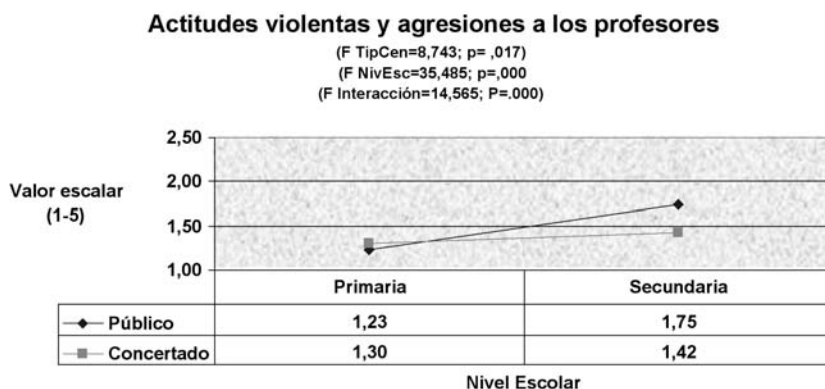 Actitudes violentas y agresiones a los profesores
(F TipCen=8,743; p= ,017)
(F NivEsc=35,485; p=,000
(F Interacción=14,565; P=.000)
2,50
Valor escalar
(1-5)
2,00
1,50
1,00
Primaria Secundaria
Público 1,23 1,75
Concertado 1,30 1,42
Nivel Escolar